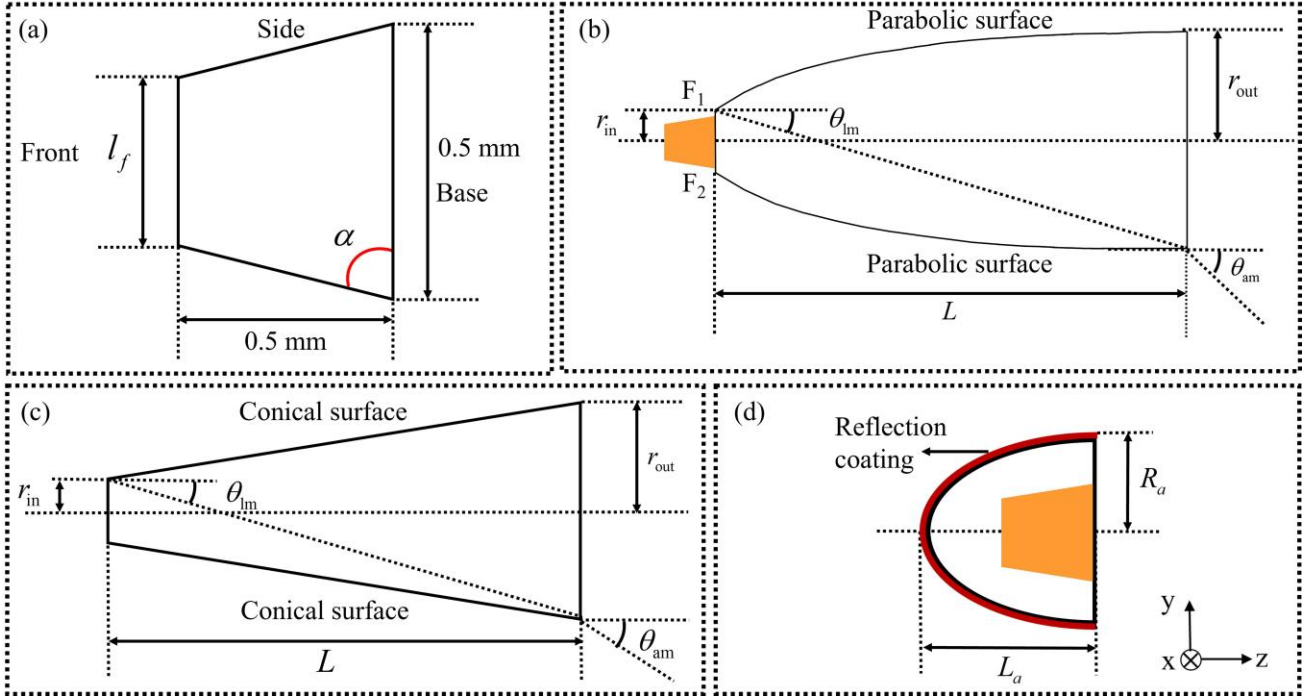 (a)
Side
Front
l_f
0.5 mm
Base
α
0.5 mm
(b)
Parabolic surface
F₁
r_in
θ_lm
r_out
F₂
Parabolic surface
θ_am
L
(c)
Conical surface
r_in
θ_lm
r_out
Conical surface
θ_am
L
(d)
Reflection
coating
R_a
L_a
y
x
z